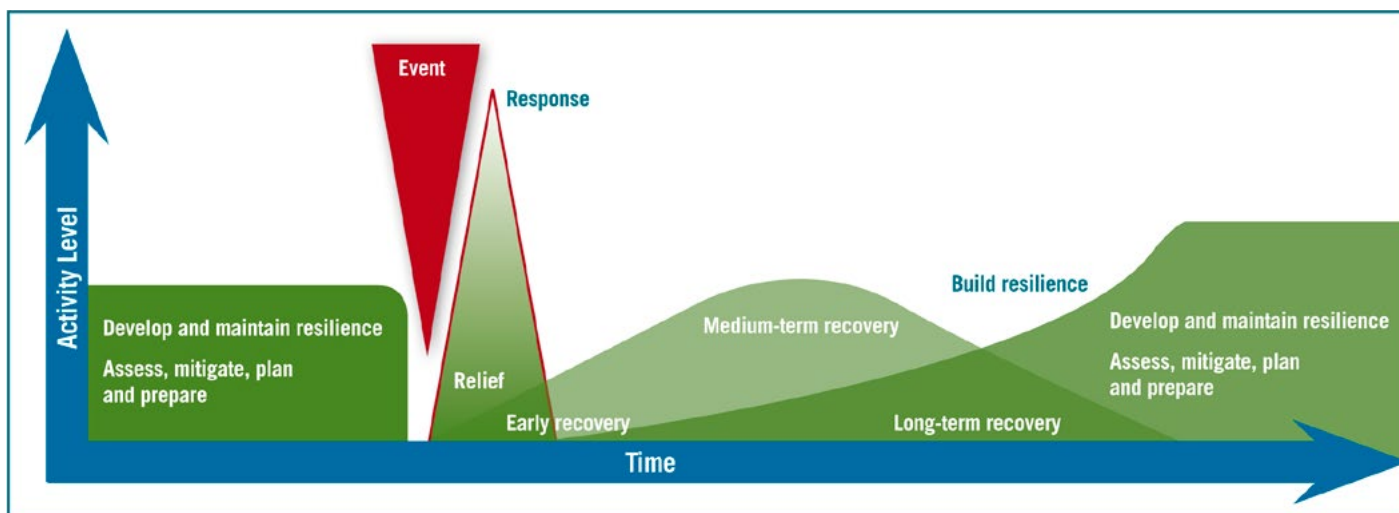 Event
Response
Activity Level
Develop and maintain resilience
Assess, mitigate, plan
and prepare
Relief
Early recovery
Medium-term recovery
Build resilience
Long-term recovery
Develop and maintain resilience
Assess, mitigate, plan
and prepare
Time